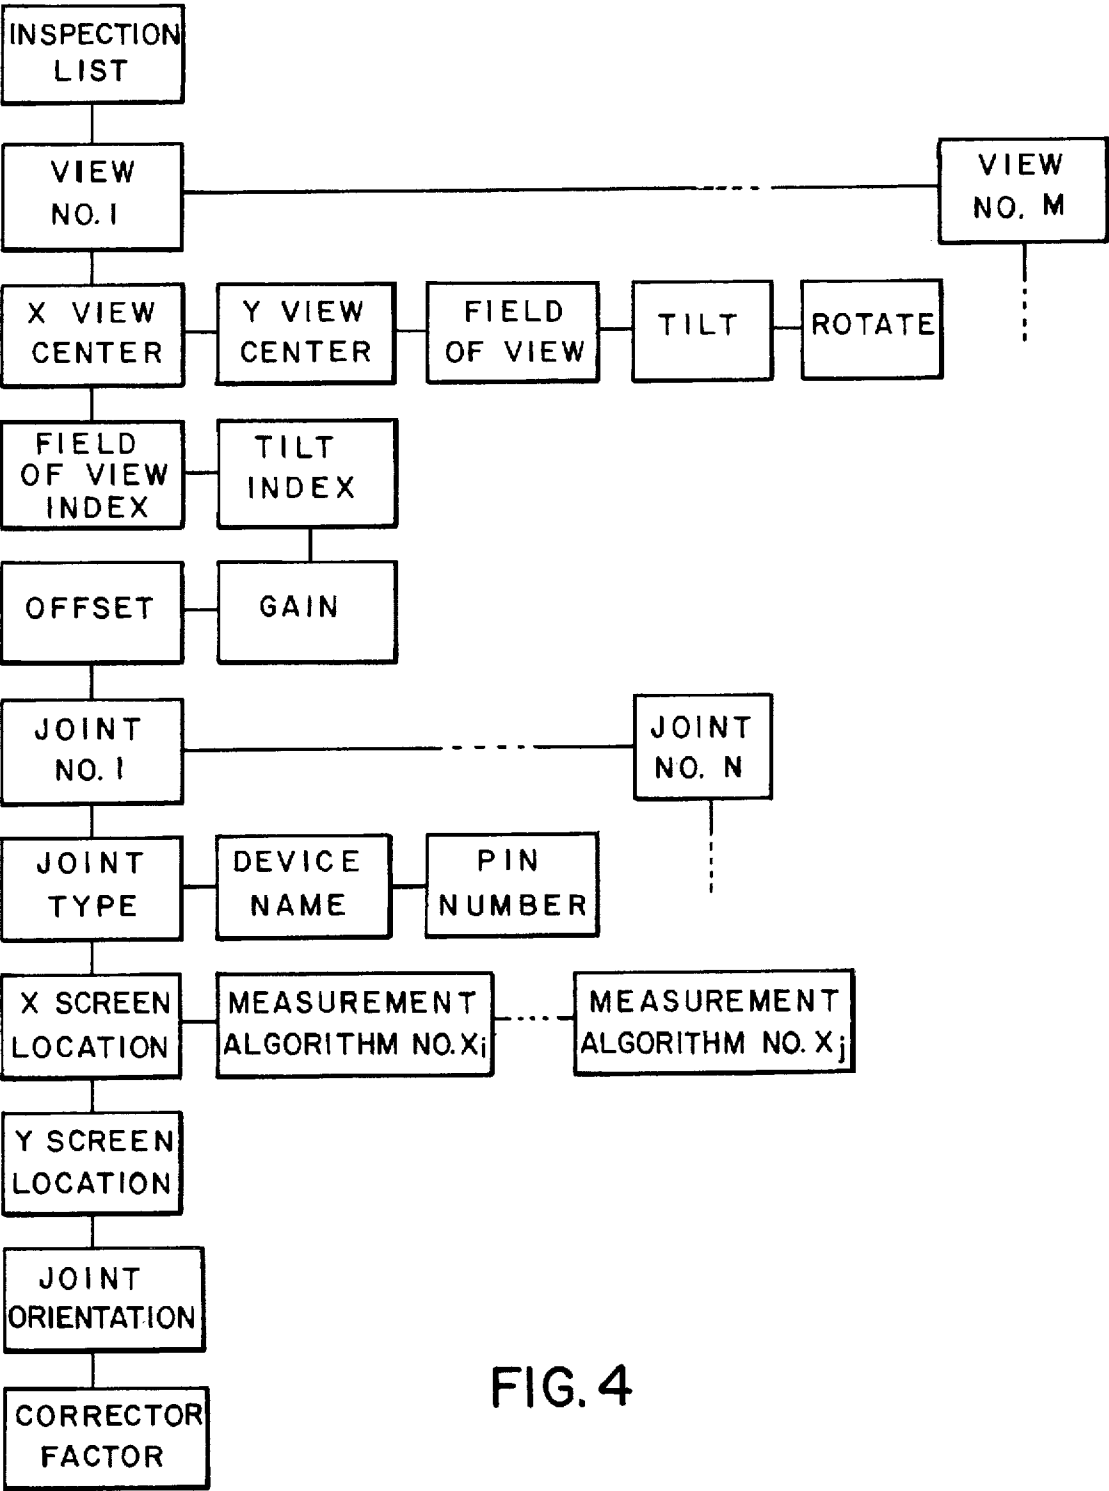 INSPECTION
LIST
VIEW
NO. 1
VIEW
NO. M
X VIEW
CENTER
Y VIEW
CENTER
FIELD
OF VIEW
TILT
ROTATE
FIELD
OF VIEW
INDEX
TILT
INDEX
OFFSET
GAIN
JOINT
NO. 1
JOINT
NO. N
JOINT
TYPE
DEVICE
NAME
PIN
NUMBER
X SCREEN
LOCATION
MEASUREMENT
ALGORITHM NO. Xi
MEASUREMENT
ALGORITHM NO. Xj
Y SCREEN
LOCATION
JOINT
ORIENTATION
CORRECTOR
FACTOR
FIG. 4